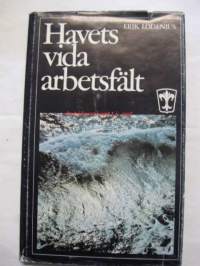 ERIK LODENIUS
Havets
vida
arbetsfält